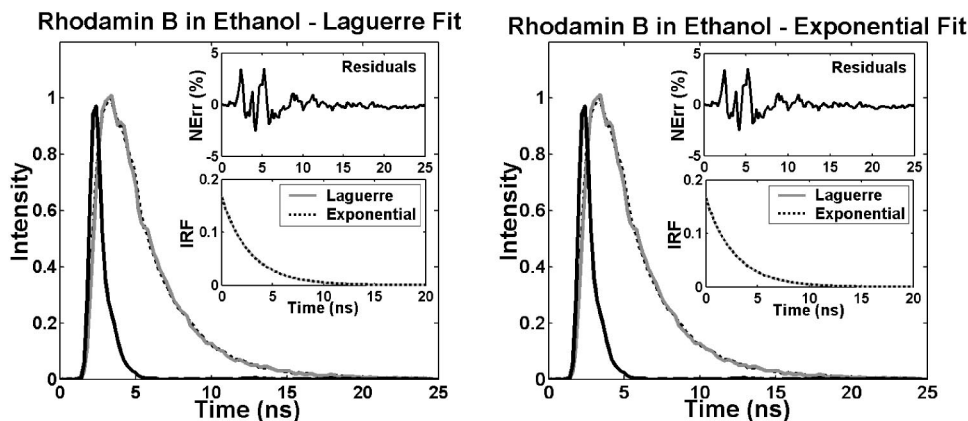 Rhodamin B in Ethanol - Laguerre Fit
Intensity
1
0.8
0.6
0.4
0.2
0
0 5 10 15 20 25
Time (ns)
NErr (%)
5
0
-5
Residuals
0 5 10 15 20 25
IRF
0.2
0.1
0
Laguerre
Exponential
0 5 10 15 20
Time (ns)
Rhodamin B in Ethanol - Exponential Fit
Intensity
1
0.8
0.6
0.4
0.2
0
0 5 10 15 20 25
Time (ns)
NErr (%)
5
0
-5
Residuals
0 5 10 15 20 25
IRF
0.2
0.1
0
Laguerre
Exponential
0 5 10 15 20
Time (ns)